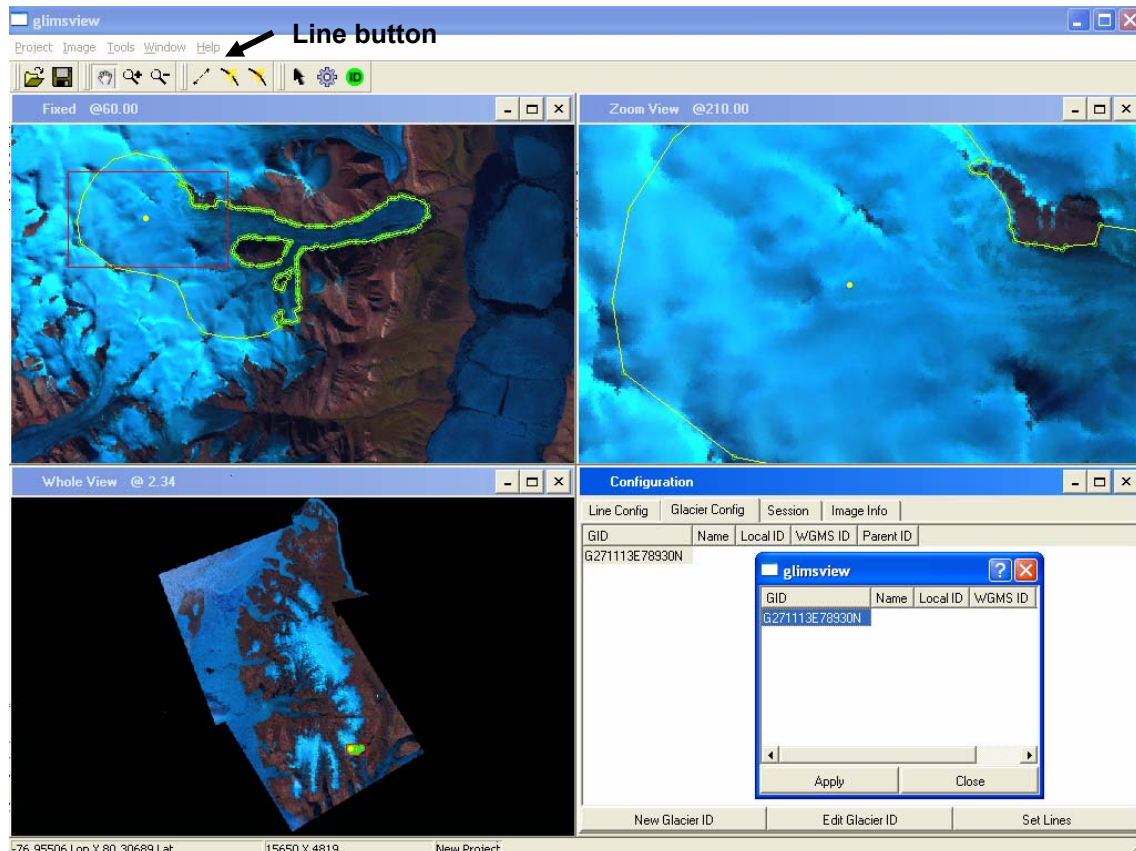 glimsview
Line button
Project Image Tools Window Help
ID
Fixed @60.00
Zoom View @210.00
Whole View @ 2.34
Configuration
Line Config Glacier Config Session Image Info
GID Name Local ID WGMS ID Parent ID
G271113E78930N
glimsview
GID Name Local ID WGMS ID
G271113E78930N
Apply Close
New Glacier ID Edit Glacier ID Set Lines
-76.95506 Lon X 80.30689 Lat 15650 X 4819 New Project